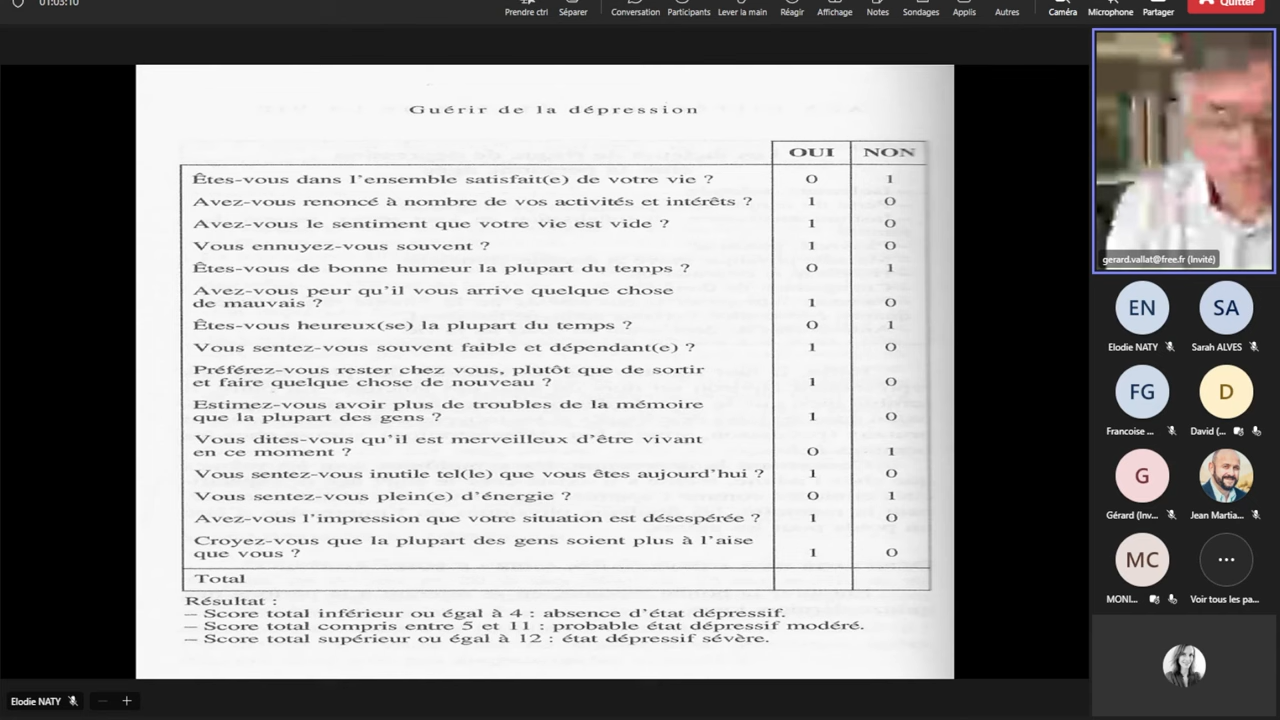 01:03:10
Prendre ctrl Séparer Conversation Participants Lever la main Réagir Affichage Notes Sondages Applis Autres Caméra Microphone Partager Quitter
Guérir de la dépression
OUI NON
Êtes-vous dans l'ensemble satisfait(e) de votre vie ? 0 1
Avez-vous renoncé à nombre de vos activités et intérêts ? 1 0
Avez-vous le sentiment que votre vie est vide ? 1 0
Vous ennuyez-vous souvent ? 1 0
Êtes-vous de bonne humeur la plupart du temps ? 0 1
Avez-vous peur qu'il vous arrive quelque chose
de mauvais ? 1 0
Êtes-vous heureux(se) la plupart du temps ? 0 1
Vous sentez-vous souvent faible et dépendant(e) ? 1 0
Préférez-vous rester chez vous, plutôt que de sortir
et faire quelque chose de nouveau ? 1 0
Estimez-vous avoir plus de troubles de la mémoire
que la plupart des gens ? 1 0
Vous dites-vous qu'il est merveilleux d'être vivant
en ce moment ? 0 1
Vous sentez-vous inutile tel(le) que vous êtes aujourd'hui ? 1 0
Vous sentez-vous plein(e) d'énergie ? 0 1
Avez-vous l'impression que votre situation est désespérée ? 1 0
Croyez-vous que la plupart des gens soient plus à l'aise
que vous ? 1 0
Total
Résultat :
– Score total inférieur ou égal à 4 : absence d'état dépressif.
– Score total compris entre 5 et 11 : probable état dépressif modéré.
– Score total supérieur ou égal à 12 : état dépressif sévère.
gerard.vallat@free.fr (Invité)
EN SA
Elodie NATY Sarah ALVES
FG D
Francoise ... David (...
G
Gérard (Inv... Jean Martia...
MC ...
MONI... Voir tous les pa...
Elodie NATY